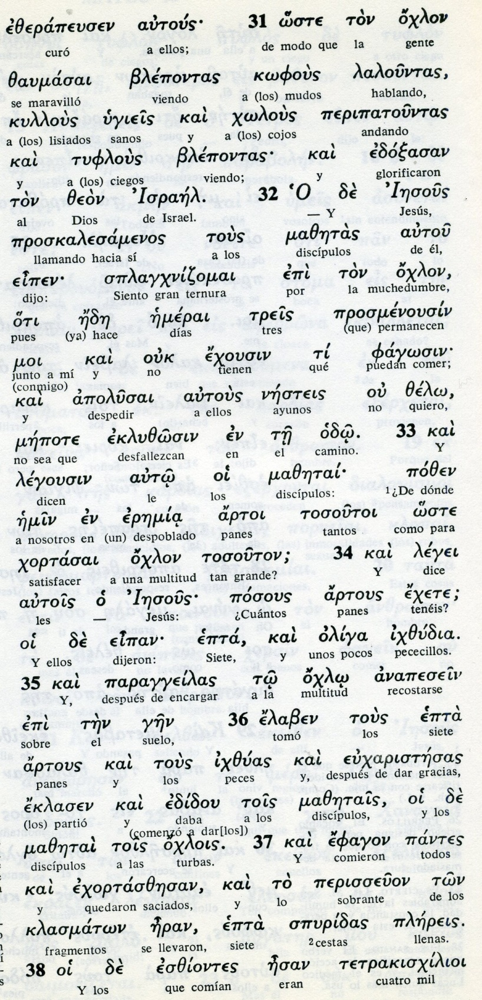 ἐθεράπευσεν αὐτούς· 31 ὥστε τὸν ὄχλον
curó a ellos; de modo que la gente
θαυμάσαι βλέποντας κωφοὺς λαλοῦντας,
se maravilló viendo a (los) mudos hablando,
κυλλοὺς ὑγιεῖς καὶ χωλοὺς περιπατοῦντας
a (los) lisiados sanos y a (los) cojos andando
καὶ τυφλοὺς βλέποντας· καὶ ἐδόξασαν
y a (los) ciegos viendo; y glorificaron
τὸν θεὸν Ἰσραήλ. 32 Ὁ δὲ Ἰησοῦς
al Dios de Israel. — Y Jesús,
προσκαλεσάμενος τοὺς μαθητὰς αὐτοῦ
llamando hacia sí a los discípulos de él,
εἶπεν· σπλαγχνίζομαι ἐπὶ τὸν ὄχλον,
dijo: Siento gran ternura por la muchedumbre,
ὅτι ἤδη ἡμέραι τρεῖς προσμένουσίν
pues (ya) hace días tres (que) permanecen
μοι καὶ οὐκ ἔχουσιν τί φάγωσιν·
junto a mí y no tienen qué puedan comer;
(conmigo)
καὶ ἀπολῦσαι αὐτοὺς νήστεις οὐ θέλω,
y despedir a ellos ayunos no quiero,
μήποτε ἐκλυθῶσιν ἐν τῇ ὁδῷ. 33 καὶ
no sea que desfallezcan en el camino. Y
λέγουσιν αὐτῷ οἱ μαθηταί· πόθεν
dicen le los discípulos: 1¿De dónde
ἡμῖν ἐν ἐρημίᾳ ἄρτοι τοσοῦτοι ὥστε
a nosotros en (un) despoblado panes tantos como para
χορτάσαι ὄχλον τοσοῦτον; 34 καὶ λέγει
satisfacer a una multitud tan grande? Y dice
αὐτοῖς ὁ Ἰησοῦς· πόσους ἄρτους ἔχετε;
les — Jesús: ¿Cuántos panes tenéis?
οἱ δὲ εἶπαν· ἑπτά, καὶ ὀλίγα ἰχθύδια.
Y ellos dijeron: Siete, y unos pocos pececillos.
35 καὶ παραγγείλας τῷ ὄχλῳ ἀναπεσεῖν
Y, después de encargar a la multitud recostarse
ἐπὶ τὴν γῆν 36 ἔλαβεν τοὺς ἑπτὰ
sobre el suelo, tomó los siete
ἄρτους καὶ τοὺς ἰχθύας καὶ εὐχαριστήσας
panes y los peces y, después de dar gracias,
ἔκλασεν καὶ ἐδίδου τοῖς μαθηταῖς, οἱ δὲ
(los) partió y daba a los discípulos, y los
(comenzó a dar[los])
μαθηταὶ τοῖς ὄχλοις. 37 καὶ ἔφαγον πάντες
discípulos a las turbas. Y comieron todos
καὶ ἐχορτάσθησαν, καὶ τὸ περισσεῦον τῶν
y quedaron saciados, y lo sobrante de los
κλασμάτων ἦραν, ἑπτὰ σπυρίδας πλήρεις.
fragmentos se llevaron, siete 2cestas llenas.
38 οἱ δὲ ἐσθίοντες ἦσαν τετρακισχίλιοι
Y los que comían eran cuatro mil